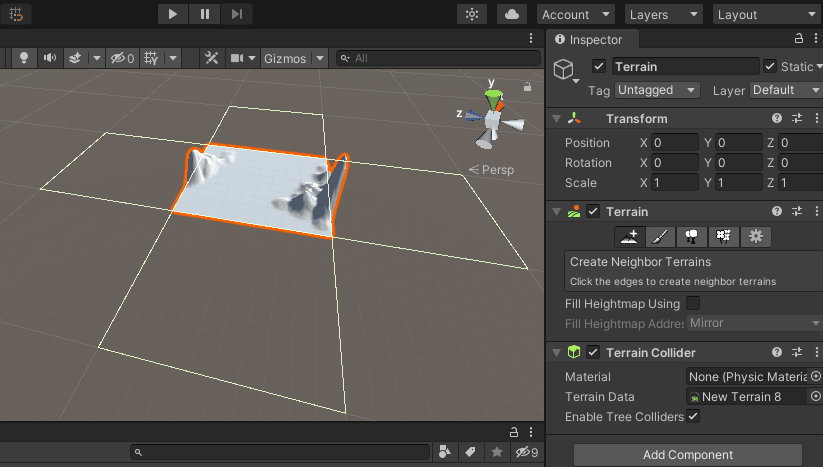 Account Layers Layout
Inspector
Gizmos All
Terrain Static
Tag Untagged Layer Default
y
z
Persp
Transform
Position X 0 Y 0 Z 0
Rotation X 0 Y 0 Z 0
Scale X 1 Y 1 Z 1
Terrain
Create Neighbor Terrains
Click the edges to create neighbor terrains
Fill Heightmap Using
Fill Heightmap Addres Mirror
Terrain Collider
Material None (Physic Materia
Terrain Data New Terrain 8
Enable Tree Colliders
Add Component
0
9